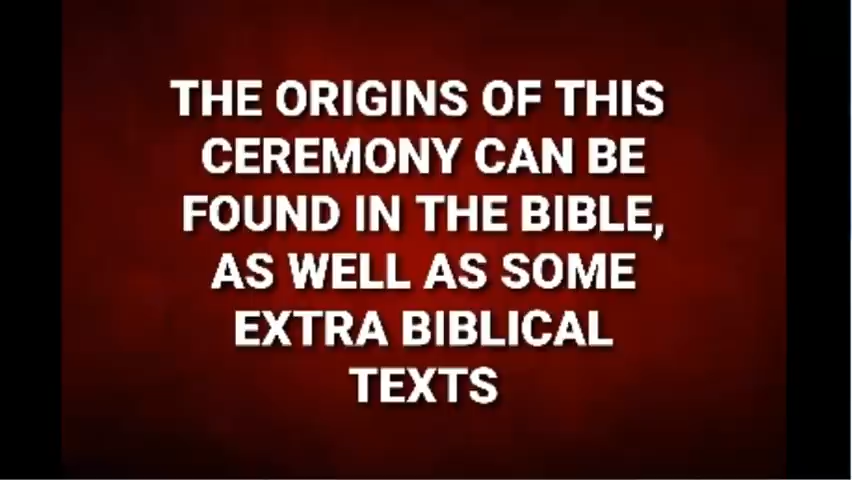 THE ORIGINS OF THIS
CEREMONY CAN BE
FOUND IN THE BIBLE,
AS WELL AS SOME
EXTRA BIBLICAL
TEXTS